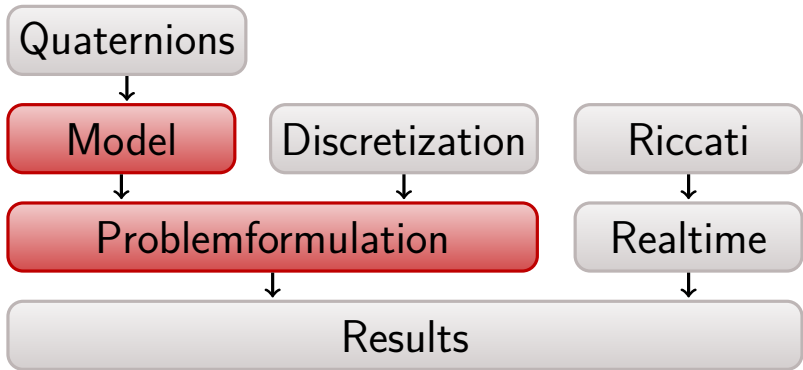 Quaternions
Model
Discretization
Riccati
Problemformulation
Realtime
Results